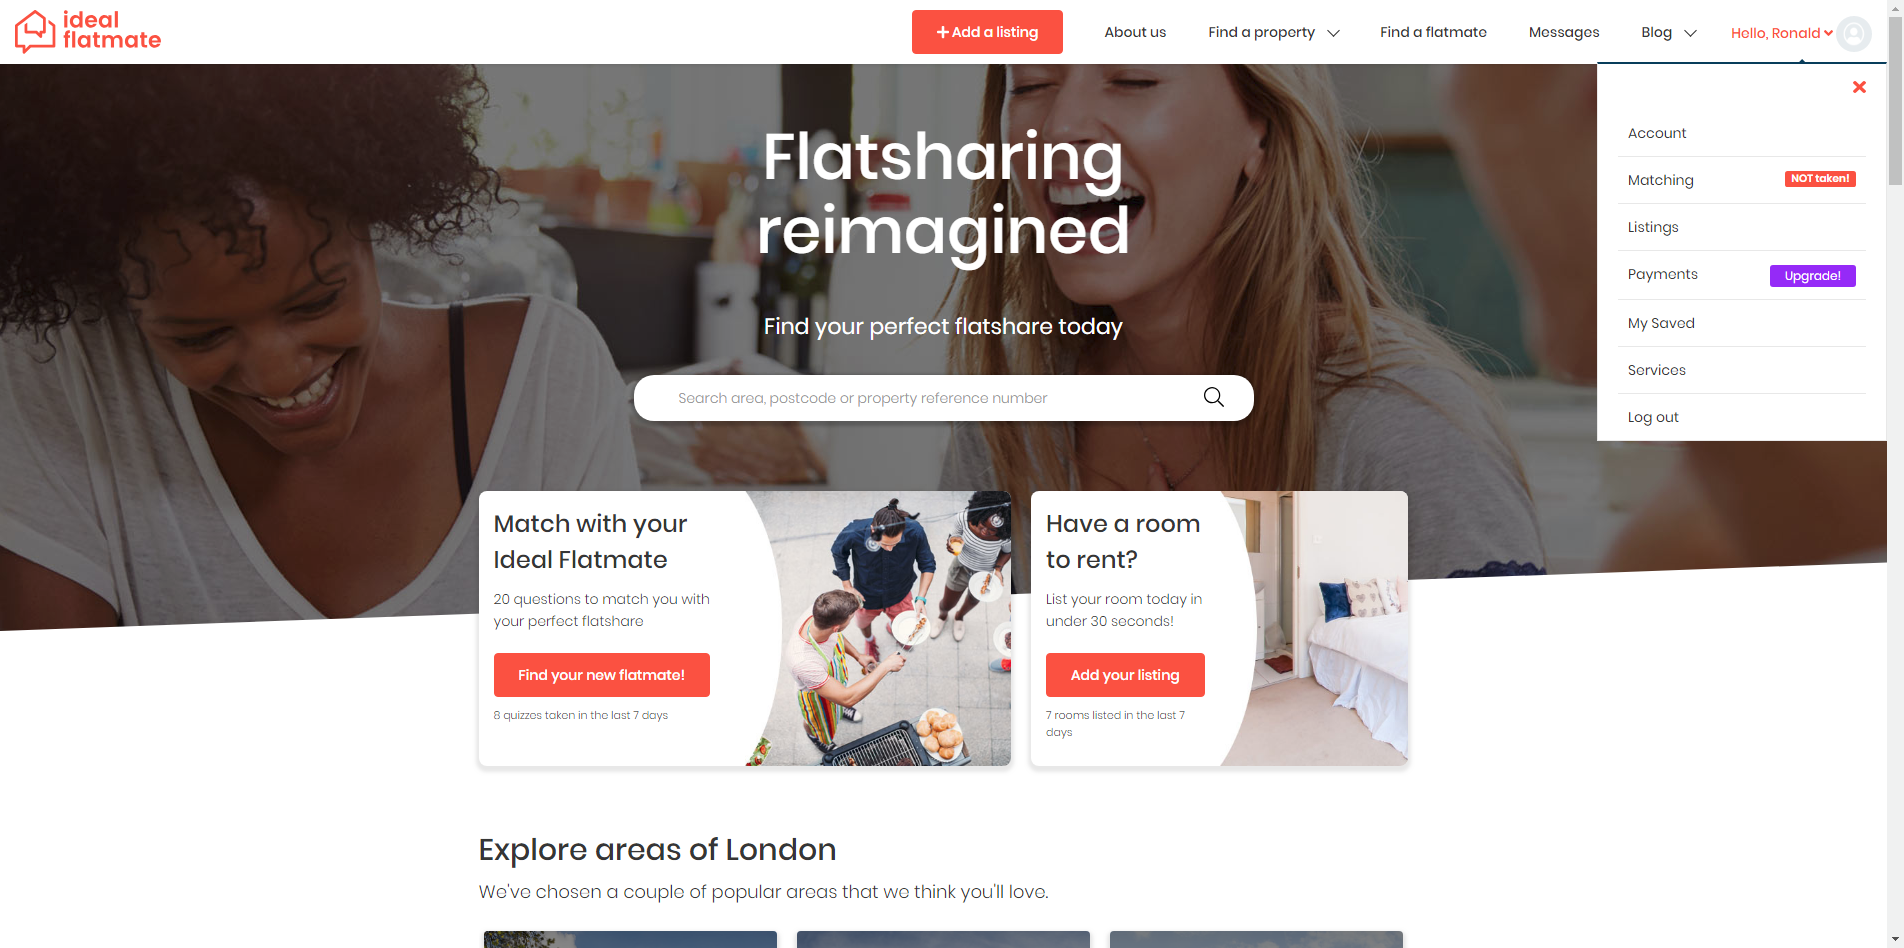 ideal
flatmate
Add a listing
About us
Find a property
Find a flatmate
Messages
Blog
Hello, Ronald
Account
Matching
NOT taken!
Listings
Payments
Upgrade!
My Saved
Services
Log out
Flatsharing
reimagined
Find your perfect flatshare today
Search area, postcode or property reference number
Match with your
Ideal Flatmate
20 questions to match you with
your perfect flatshare
Find your new flatmate!
8 quizzes taken in the last 7 days
Have a room
to rent?
List your room today in
under 30 seconds!
Add your listing
7 rooms listed in the last 7
days
Explore areas of London
We've chosen a couple of popular areas that we think you'll love.